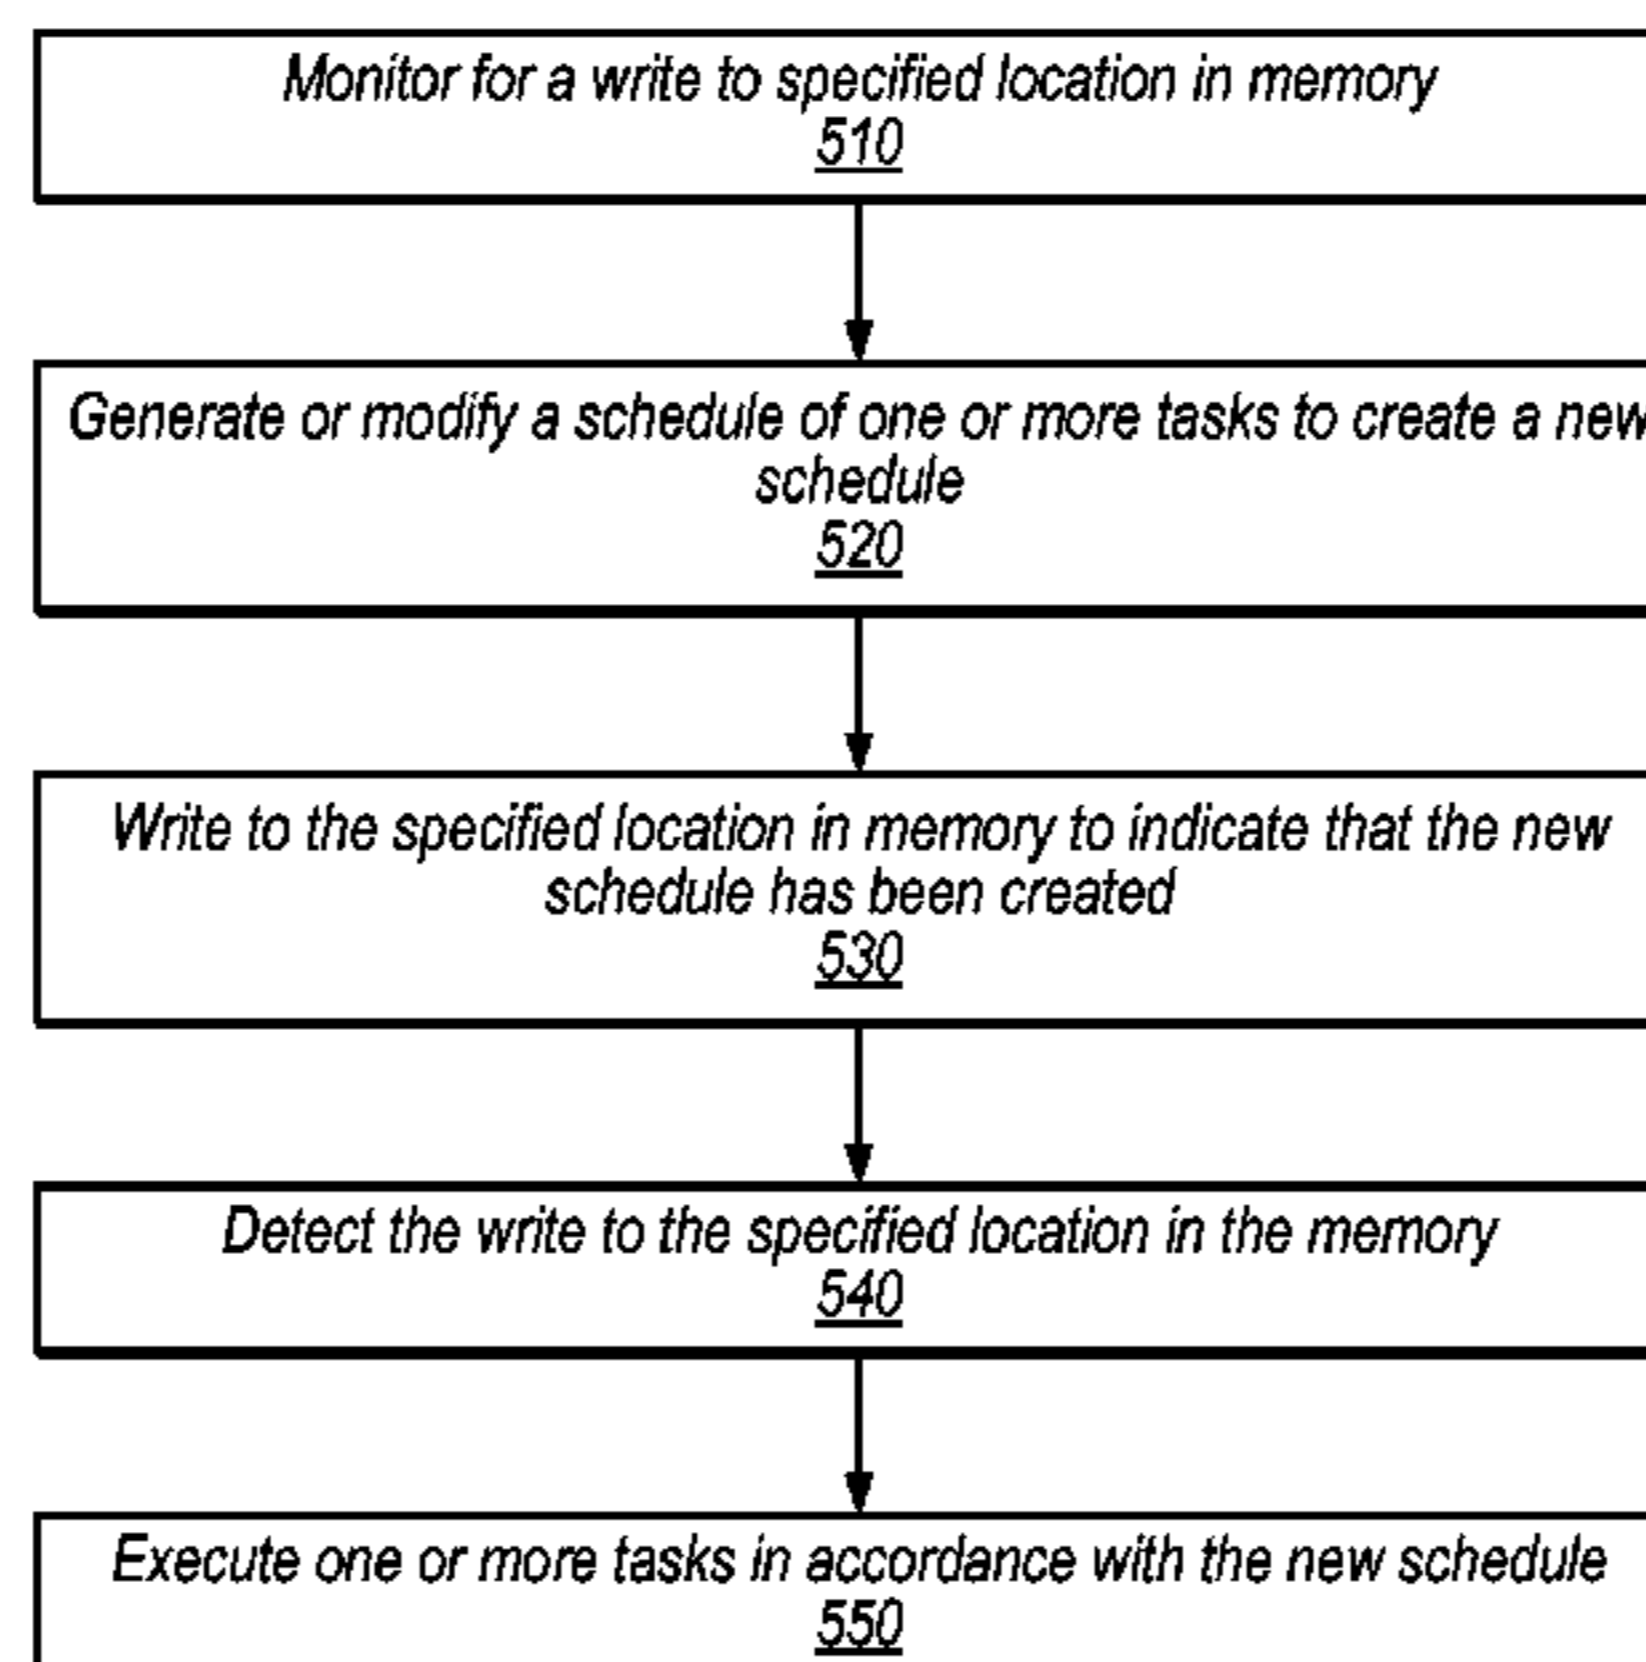 Monitor for a write to specified location in memory
510
Generate or modify a schedule of one or more tasks to create a new
schedule
520
Write to the specified location in memory to indicate that the new
schedule has been created
530
Detect the write to the specified location in the memory
540
Execute one or more tasks in accordance with the new schedule
550